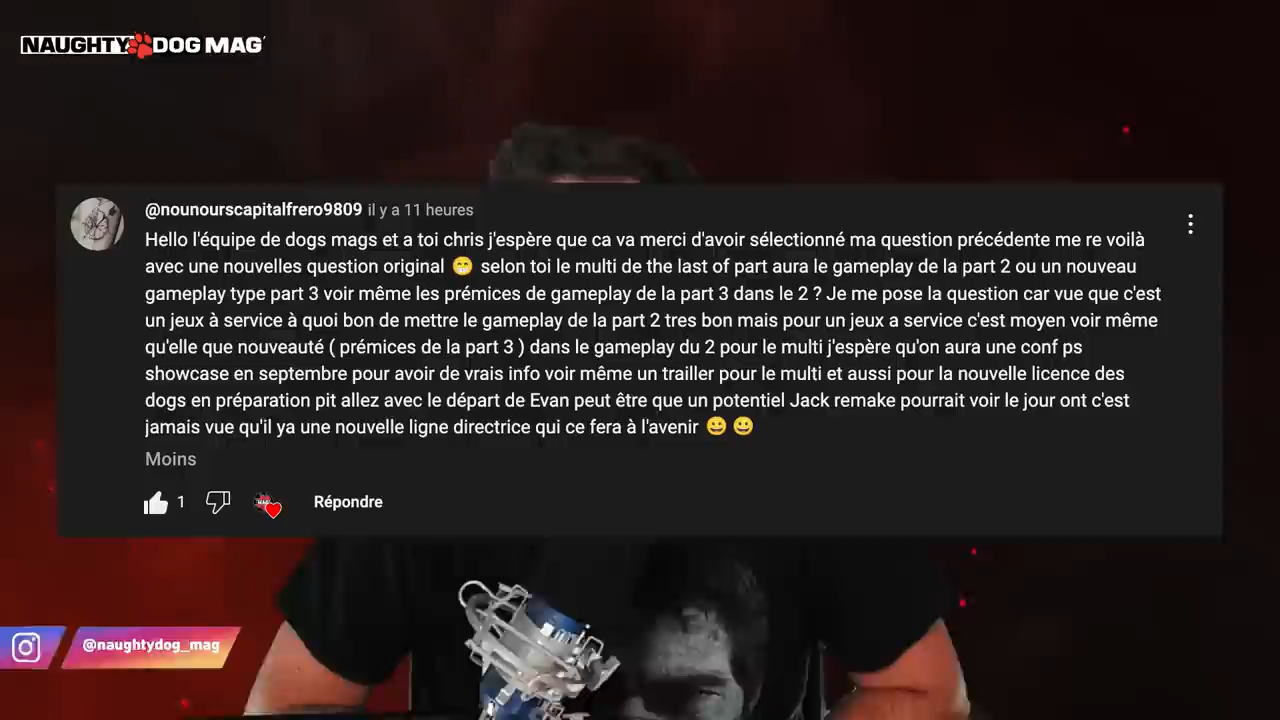 NAUGHTY DOG MAG
@nounourscapitalfrero9809 il y a 11 heures
Hello l'équipe de dogs mags et a toi chris j'espère que ca va merci d'avoir sélectionné ma question précédente me re voilà
avec une nouvelles question original 😁 selon toi le multi de the last of part aura le gameplay de la part 2 ou un nouveau
gameplay type part 3 voir même les prémices de gameplay de la part 3 dans le 2 ? Je me pose la question car vue que c'est
un jeux à service à quoi bon de mettre le gameplay de la part 2 tres bon mais pour un jeux a service c'est moyen voir même
qu'elle que nouveauté ( prémices de la part 3 ) dans le gameplay du 2 pour le multi j'espère qu'on aura une conf ps
showcase en septembre pour avoir de vrais info voir même un trailler pour le multi et aussi pour la nouvelle licence des
dogs en préparation pit allez avec le départ de Evan peut être que un potentiel Jack remake pourrait voir le jour ont c'est
jamais vue qu'il ya une nouvelle ligne directrice qui ce fera à l'avenir 😀 😀
Moins
1 Répondre
@naughtydog_mag